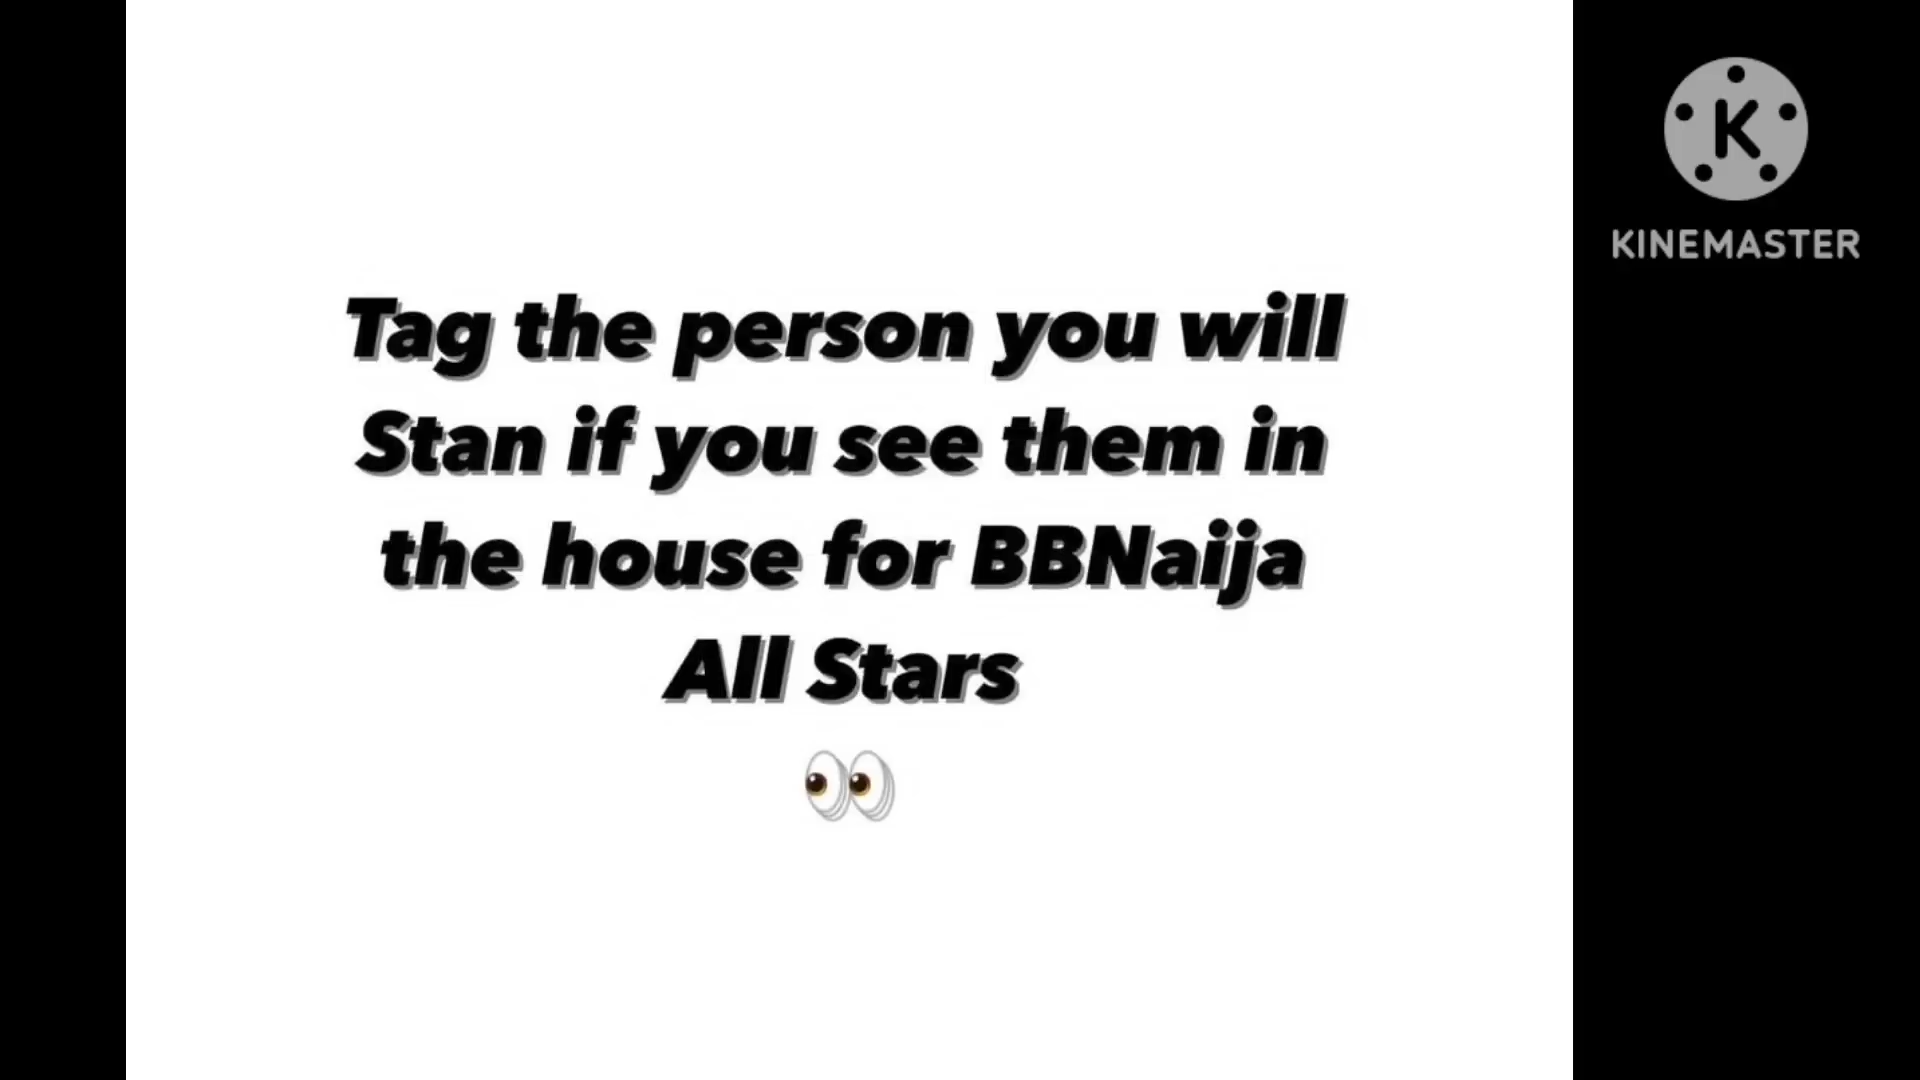 Tag the person you will
Stan if you see them in
the house for BBNaija
All Stars
👀
K
KINEMASTER